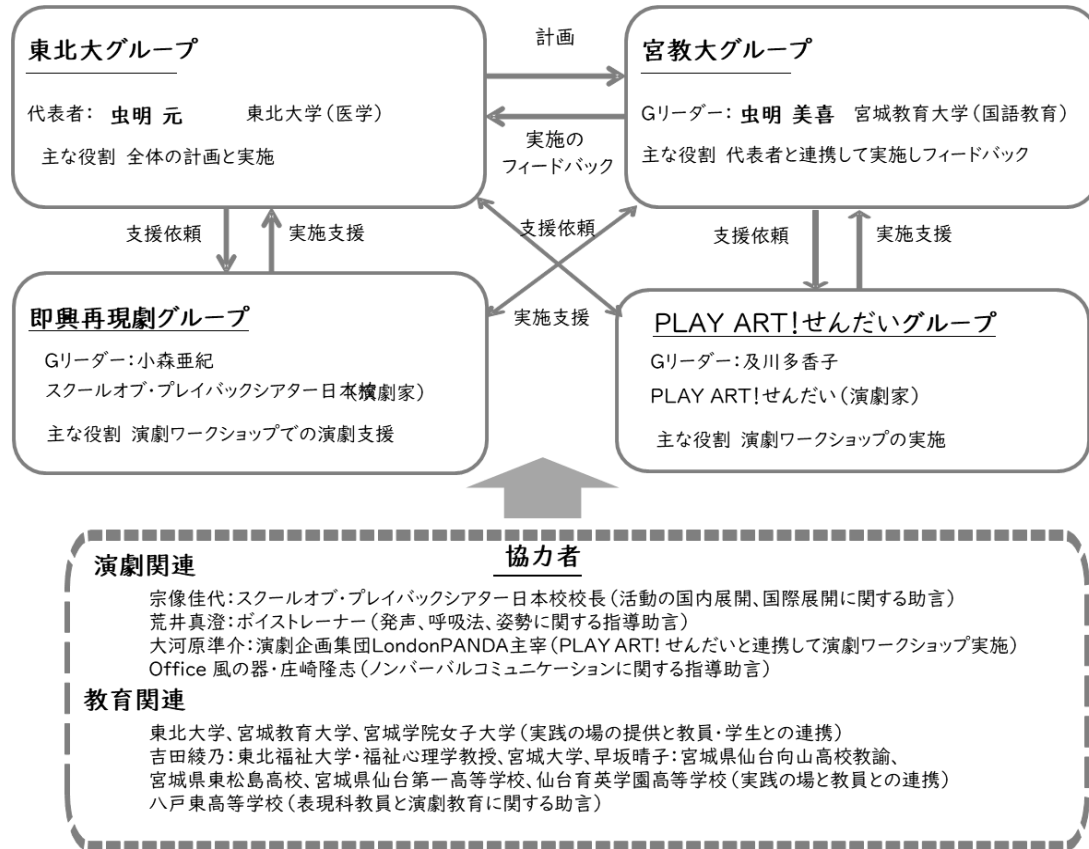 東北大グループ
代表者： 虫明 元 東北大学（医学）
主な役割 全体の計画と実施
計画
実施の
フィードバック
宮教大グループ
Gリーダー：虫明 美喜 宮城教育大学（国語教育）
主な役割 代表者と連携して実施しフィードバック
支援依頼
実施支援
支援依頼
実施支援
支援依頼
実施支援
即興再現劇グループ
Gリーダー：小森亜紀
スクールオブ・プレイバックシアター日本校（演劇家）
主な役割 演劇ワークショップでの演劇支援
PLAY ART！せんだいグループ
Gリーダー：及川多香子
PLAY ART！せんだい（演劇家）
主な役割 演劇ワークショップの実施
協力者
演劇関連
宗像佳代：スクールオブ・プレイバックシアター日本校校長（活動の国内展開、国際展開に関する助言）
荒井真澄：ボイストレーナー（発声、呼吸法、姿勢に関する指導助言）
大河原準介：演劇企画集団LondonPANDA主宰（PLAY ART！せんだいと連携して演劇ワークショップ実施）
Office 風の器・庄崎隆志（ノンバーバルコミュニケーションに関する指導助言）
教育関連
東北大学、宮城教育大学、宮城学院女子大学（実践の場の提供と教員・学生との連携）
吉田綾乃：東北福祉大学・福祉心理学教授、宮城大学、早坂晴子：宮城県仙台向山高校教諭、
宮城県東松島高校、宮城県仙台第一高等学校、仙台育英学園高等学校（実践の場と教員との連携）
八戸東高等学校（表現科教員と演劇教育に関する助言）